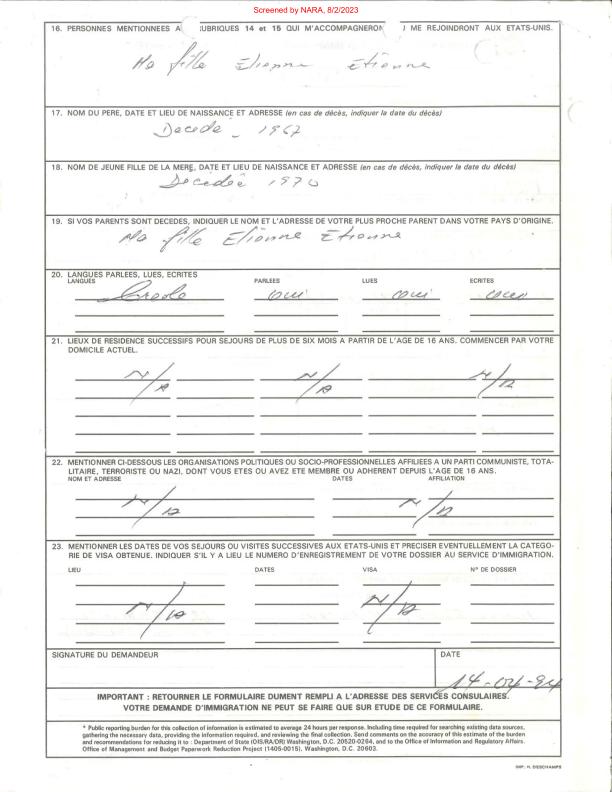 Screened by NARA, 8/2/2023
16. PERSONNES MENTIONNEES A RUBRIQUES 14 et 15 QUI M'ACCOMPAGNERON ME REJOINDRONT AUX ETATS-UNIS.
Ma fille Elionne Etionne
17. NOM DU PERE, DATE ET LIEU DE NAISSANCE ET ADRESSE (en cas de décès, indiquer la date du décès)
Decedé - 1967
18. NOM DE JEUNE FILLE DE LA MERE, DATE ET LIEU DE NAISSANCE ET ADRESSE (en cas de décès, indiquer la date du décès)
Decedée 1970
19. SI VOS PARENTS SONT DECEDES, INDIQUER LE NOM ET L'ADRESSE DE VOTRE PLUS PROCHE PARENT DANS VOTRE PAYS D'ORIGINE.
Ma fille Elionne Etionne
20. LANGUES PARLEES, LUES, ECRITES
LANGUES PARLEES LUES ECRITES
Creole oui oui oui
21. LIEUX DE RESIDENCE SUCCESSIFS POUR SEJOURS DE PLUS DE SIX MOIS A PARTIR DE L'AGE DE 16 ANS. COMMENCER PAR VOTRE
DOMICILE ACTUEL.
N/A N/A N/A
22. MENTIONNER CI-DESSOUS LES ORGANISATIONS POLITIQUES OU SOCIO-PROFESSIONNELLES AFFILIEES A UN PARTI COMMUNISTE, TOTA-
LITAIRE, TERRORISTE OU NAZI, DONT VOUS ETES OU AVEZ ETE MEMBRE OU ADHERENT DEPUIS L'AGE DE 16 ANS.
NOM ET ADRESSE DATES AFFILIATION
N/A N/A
23. MENTIONNER LES DATES DE VOS SEJOURS OU VISITES SUCCESSIVES AUX ETATS-UNIS ET PRECISER EVENTUELLEMENT LA CATEGO-
RIE DE VISA OBTENUE. INDIQUER S'IL Y A LIEU LE NUMERO D'ENREGISTREMENT DE VOTRE DOSSIER AU SERVICE D'IMMIGRATION.
LIEU DATES VISA Nº DE DOSSIER
N/A N/A
SIGNATURE DU DEMANDEUR DATE
14-04-94
IMPORTANT : RETOURNER LE FORMULAIRE DUMENT REMPLI A L'ADRESSE DES SERVICES CONSULAIRES.
VOTRE DEMANDE D'IMMIGRATION NE PEUT SE FAIRE QUE SUR ETUDE DE CE FORMULAIRE.
* Public reporting burden for this collection of information is estimated to average 24 hours per response. Including time required for searching existing data sources,
gathering the necessary data, providing the information required, and reviewing the final collection. Send comments on the accuracy of this estimate of the burden
and recommendations for reducing it to : Department of State (OIS/RA/DR) Washington, D.C. 20520-0264, and to the Office of Information and Regulatory Affairs.
Office of Management and Budget Paperwork Reduction Project (1405-0015), Washington, D.C. 20603.
IMP. H. DESCHAMPS